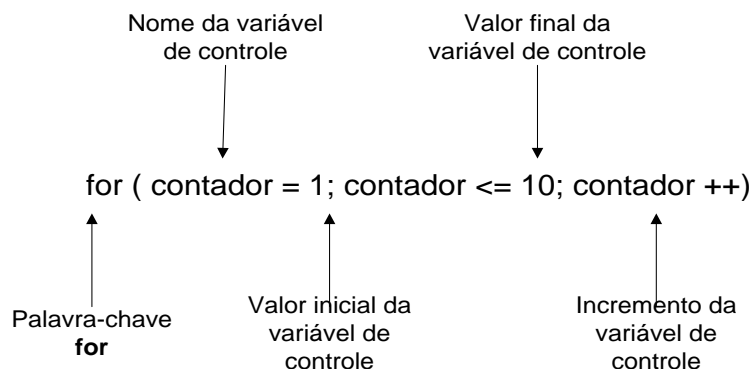 Nome da variável
de controle
Valor final da
variável de controle
for ( contador = 1; contador <= 10; contador ++)
Palavra-chave
for
Valor inicial da
variável de
controle
Incremento da
variável de
controle